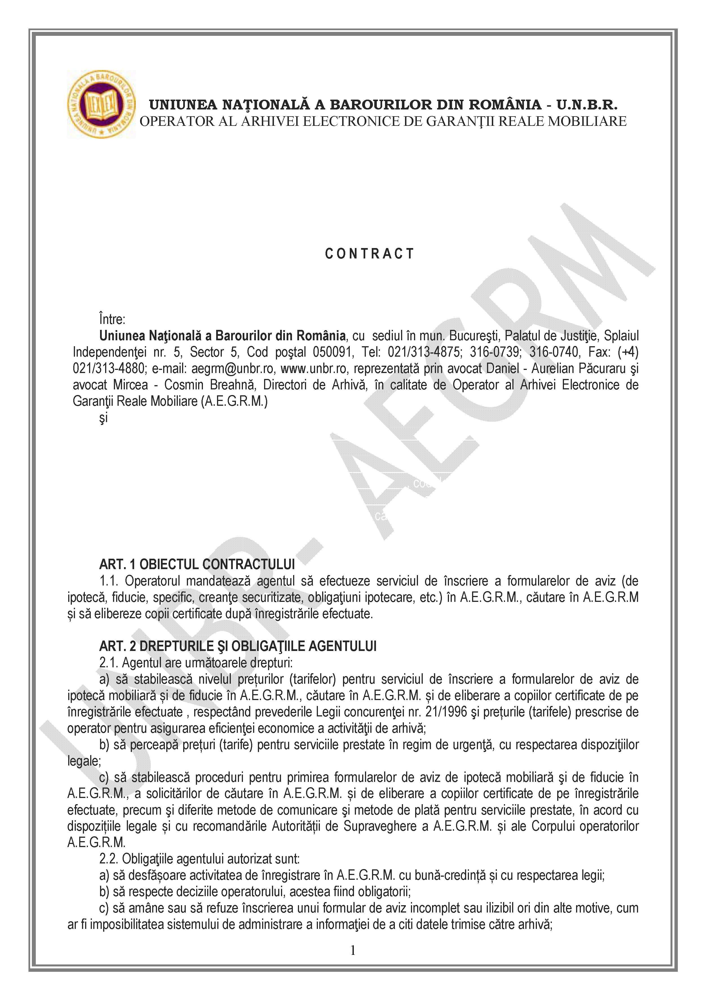 UNIUNEA NAŢIONALĂ A BAROURILOR DIN ROMÂNIA
LEX LEX
UNIUNEA NAŢIONALĂ A BAROURILOR DIN ROMÂNIA - U.N.B.R.
OPERATOR AL ARHIVEI ELECTRONICE DE GARANŢII REALE MOBILIARE
C O N T R A C T
Între:
Uniunea Naţională a Barourilor din România, cu sediul în mun. Bucureşti, Palatul de Justiţie, Splaiul
Independenţei nr. 5, Sector 5, Cod poştal 050091, Tel: 021/313-4875; 316-0739; 316-0740, Fax: (+4)
021/313-4880; e-mail: aegrm@unbr.ro, www.unbr.ro, reprezentată prin avocat Daniel - Aurelian Păcuraru şi
avocat Mircea - Cosmin Breahnă, Directori de Arhivă, în calitate de Operator al Arhivei Electronice de
Garanţii Reale Mobiliare (A.E.G.R.M.)
şi
UNBR- AEGRM
ART. 1 OBIECTUL CONTRACTULUI
1.1. Operatorul mandatează agentul să efectueze serviciul de înscriere a formularelor de aviz (de
ipotecă, fiducie, specific, creanţe securitizate, obligaţiuni ipotecare, etc.) în A.E.G.R.M., căutare în A.E.G.R.M
și să elibereze copii certificate după înregistrările efectuate.
ART. 2 DREPTURILE ŞI OBLIGAŢIILE AGENTULUI
2.1. Agentul are următoarele drepturi:
a) să stabilească nivelul prețurilor (tarifelor) pentru serviciul de înscriere a formularelor de aviz de
ipotecă mobiliară și de fiducie în A.E.G.R.M., căutare în A.E.G.R.M. și de eliberare a copiilor certificate de pe
înregistrările efectuate , respectând prevederile Legii concurenţei nr. 21/1996 şi prețurile (tarifele) prescrise de
operator pentru asigurarea eficienţei economice a activităţii de arhivă;
b) să perceapă prețuri (tarife) pentru serviciile prestate în regim de urgenţă, cu respectarea dispoziţiilor
legale;
c) să stabilească proceduri pentru primirea formularelor de aviz de ipotecă mobiliară şi de fiducie în
A.E.G.R.M., a solicitărilor de căutare în A.E.G.R.M. și de eliberare a copiilor certificate de pe înregistrările
efectuate, precum şi diferite metode de comunicare şi metode de plată pentru serviciile prestate, în acord cu
dispozițiile legale și cu recomandările Autorității de Supraveghere a A.E.G.R.M. și ale Corpului operatorilor
A.E.G.R.M.
2.2. Obligaţiile agentului autorizat sunt:
a) să desfășoare activitatea de înregistrare în A.E.G.R.M. cu bună-credință și cu respectarea legii;
b) să respecte deciziile operatorului, acestea fiind obligatorii;
c) să amâne sau să refuze înscrierea unui formular de aviz incomplet sau ilizibil ori din alte motive, cum
ar fi imposibilitatea sistemului de administrare a informaţiei de a citi datele trimise către arhivă;
1